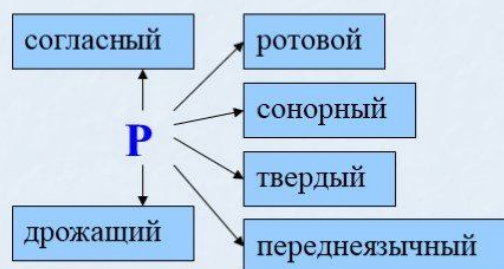 согласный
ротовой
сонорный
Р
твердый
дрожащий
переднеязычный